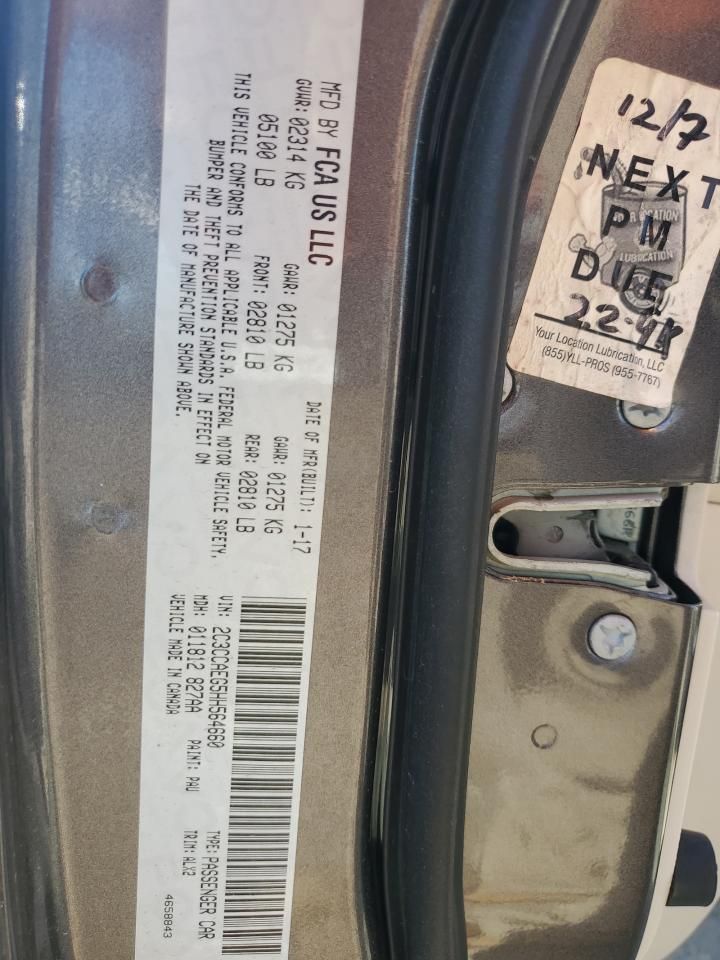 MFD BY FCA US LLC
DATE OF MFR(BUILT): 1-17
GVWR: 02314 KG GAWR: 01275 KG GAWR: 01275 KG
05100 LB FRONT: 02810 LB REAR: 02810 LB
THIS VEHICLE CONFORMS TO ALL APPLICABLE U.S.A. FEDERAL MOTOR VEHICLE SAFETY,
BUMPER AND THEFT PREVENTION STANDARDS IN EFFECT ON
THE DATE OF MANUFACTURE SHOWN ABOVE.
VIN: 2C3CCAEG5HH564660
TYPE: PASSENGER CAR
MDH: 011812 827AA PAINT: PAU TRIM: ALX2
VEHICLE MADE IN CANADA
4658843
12/7
NEXT
PM
DUE
LUBRICATION
Your Location Lubrication, LLC
(855)YLL-PROS (955-7767)